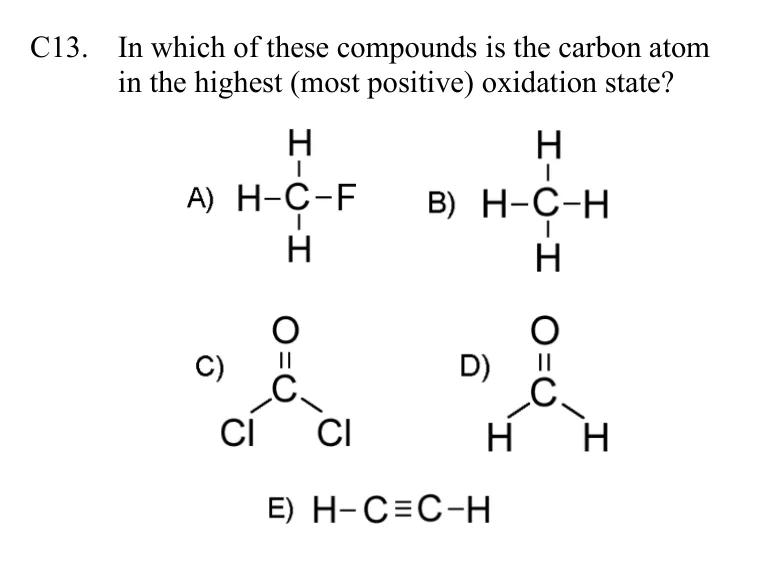 C13. In which of these compounds is the carbon atom
in the highest (most positive) oxidation state?
H
A) H-C-F
H
H
B) H-C-H
H
O
C) C
Cl Cl
O
D) C
H H
E) H-C≡C-H